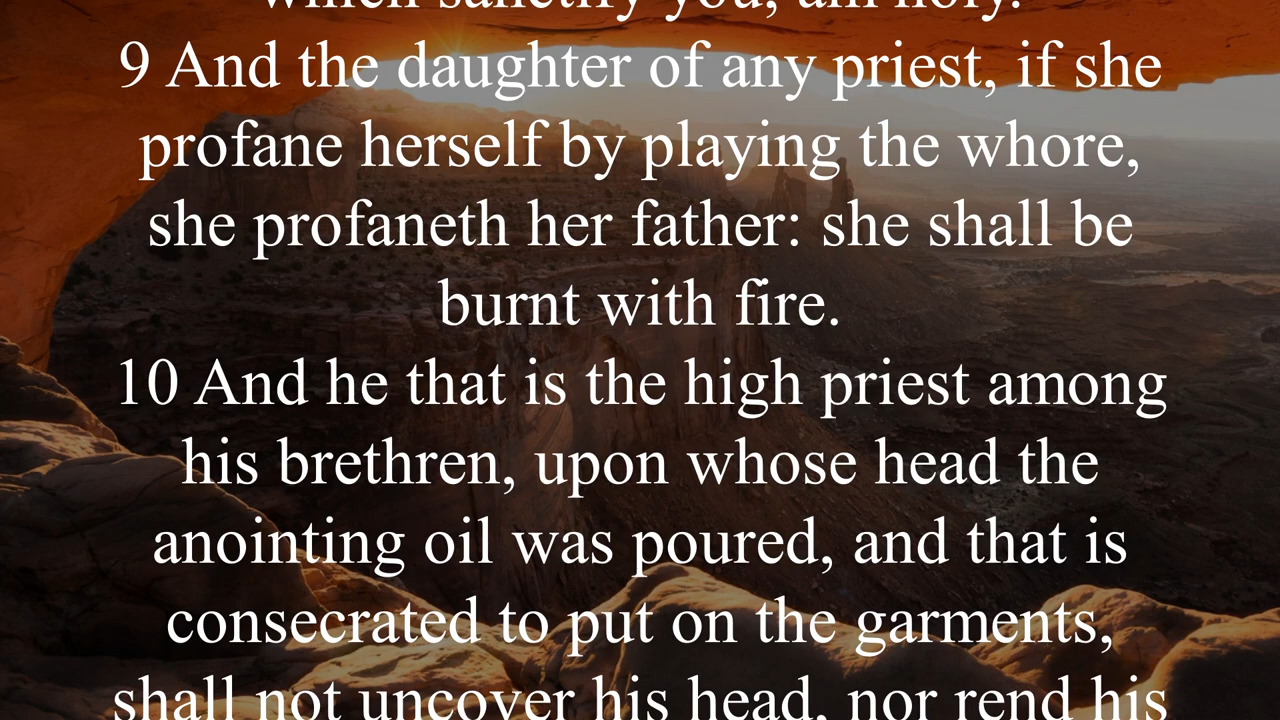 which sanctify you, am holy.
9 And the daughter of any priest, if she
profane herself by playing the whore,
she profaneth her father: she shall be
burnt with fire.
10 And he that is the high priest among
his brethren, upon whose head the
anointing oil was poured, and that is
consecrated to put on the garments,
shall not uncover his head, nor rend his